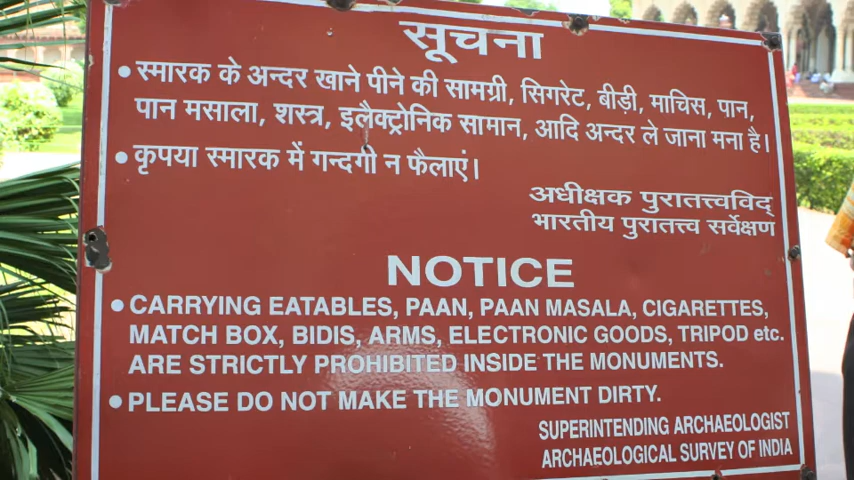 सूचना
• स्मारक के अन्दर खाने पीने की सामग्री, सिगरेट, बीड़ी, माचिस, पान,
पान मसाला, शस्त्र, इलैक्ट्रोनिक सामान, आदि अन्दर ले जाना मना है।
• कृपया स्मारक में गन्दगी न फैलाएं।
अधीक्षक पुरातत्त्वविद्
भारतीय पुरातत्त्व सर्वेक्षण
NOTICE
• CARRYING EATABLES, PAAN, PAAN MASALA, CIGARETTES,
MATCH BOX, BIDIS, ARMS, ELECTRONIC GOODS, TRIPOD etc.
ARE STRICTLY PROHIBITED INSIDE THE MONUMENTS.
• PLEASE DO NOT MAKE THE MONUMENT DIRTY.
SUPERINTENDING ARCHAEOLOGIST
ARCHAEOLOGICAL SURVEY OF INDIA